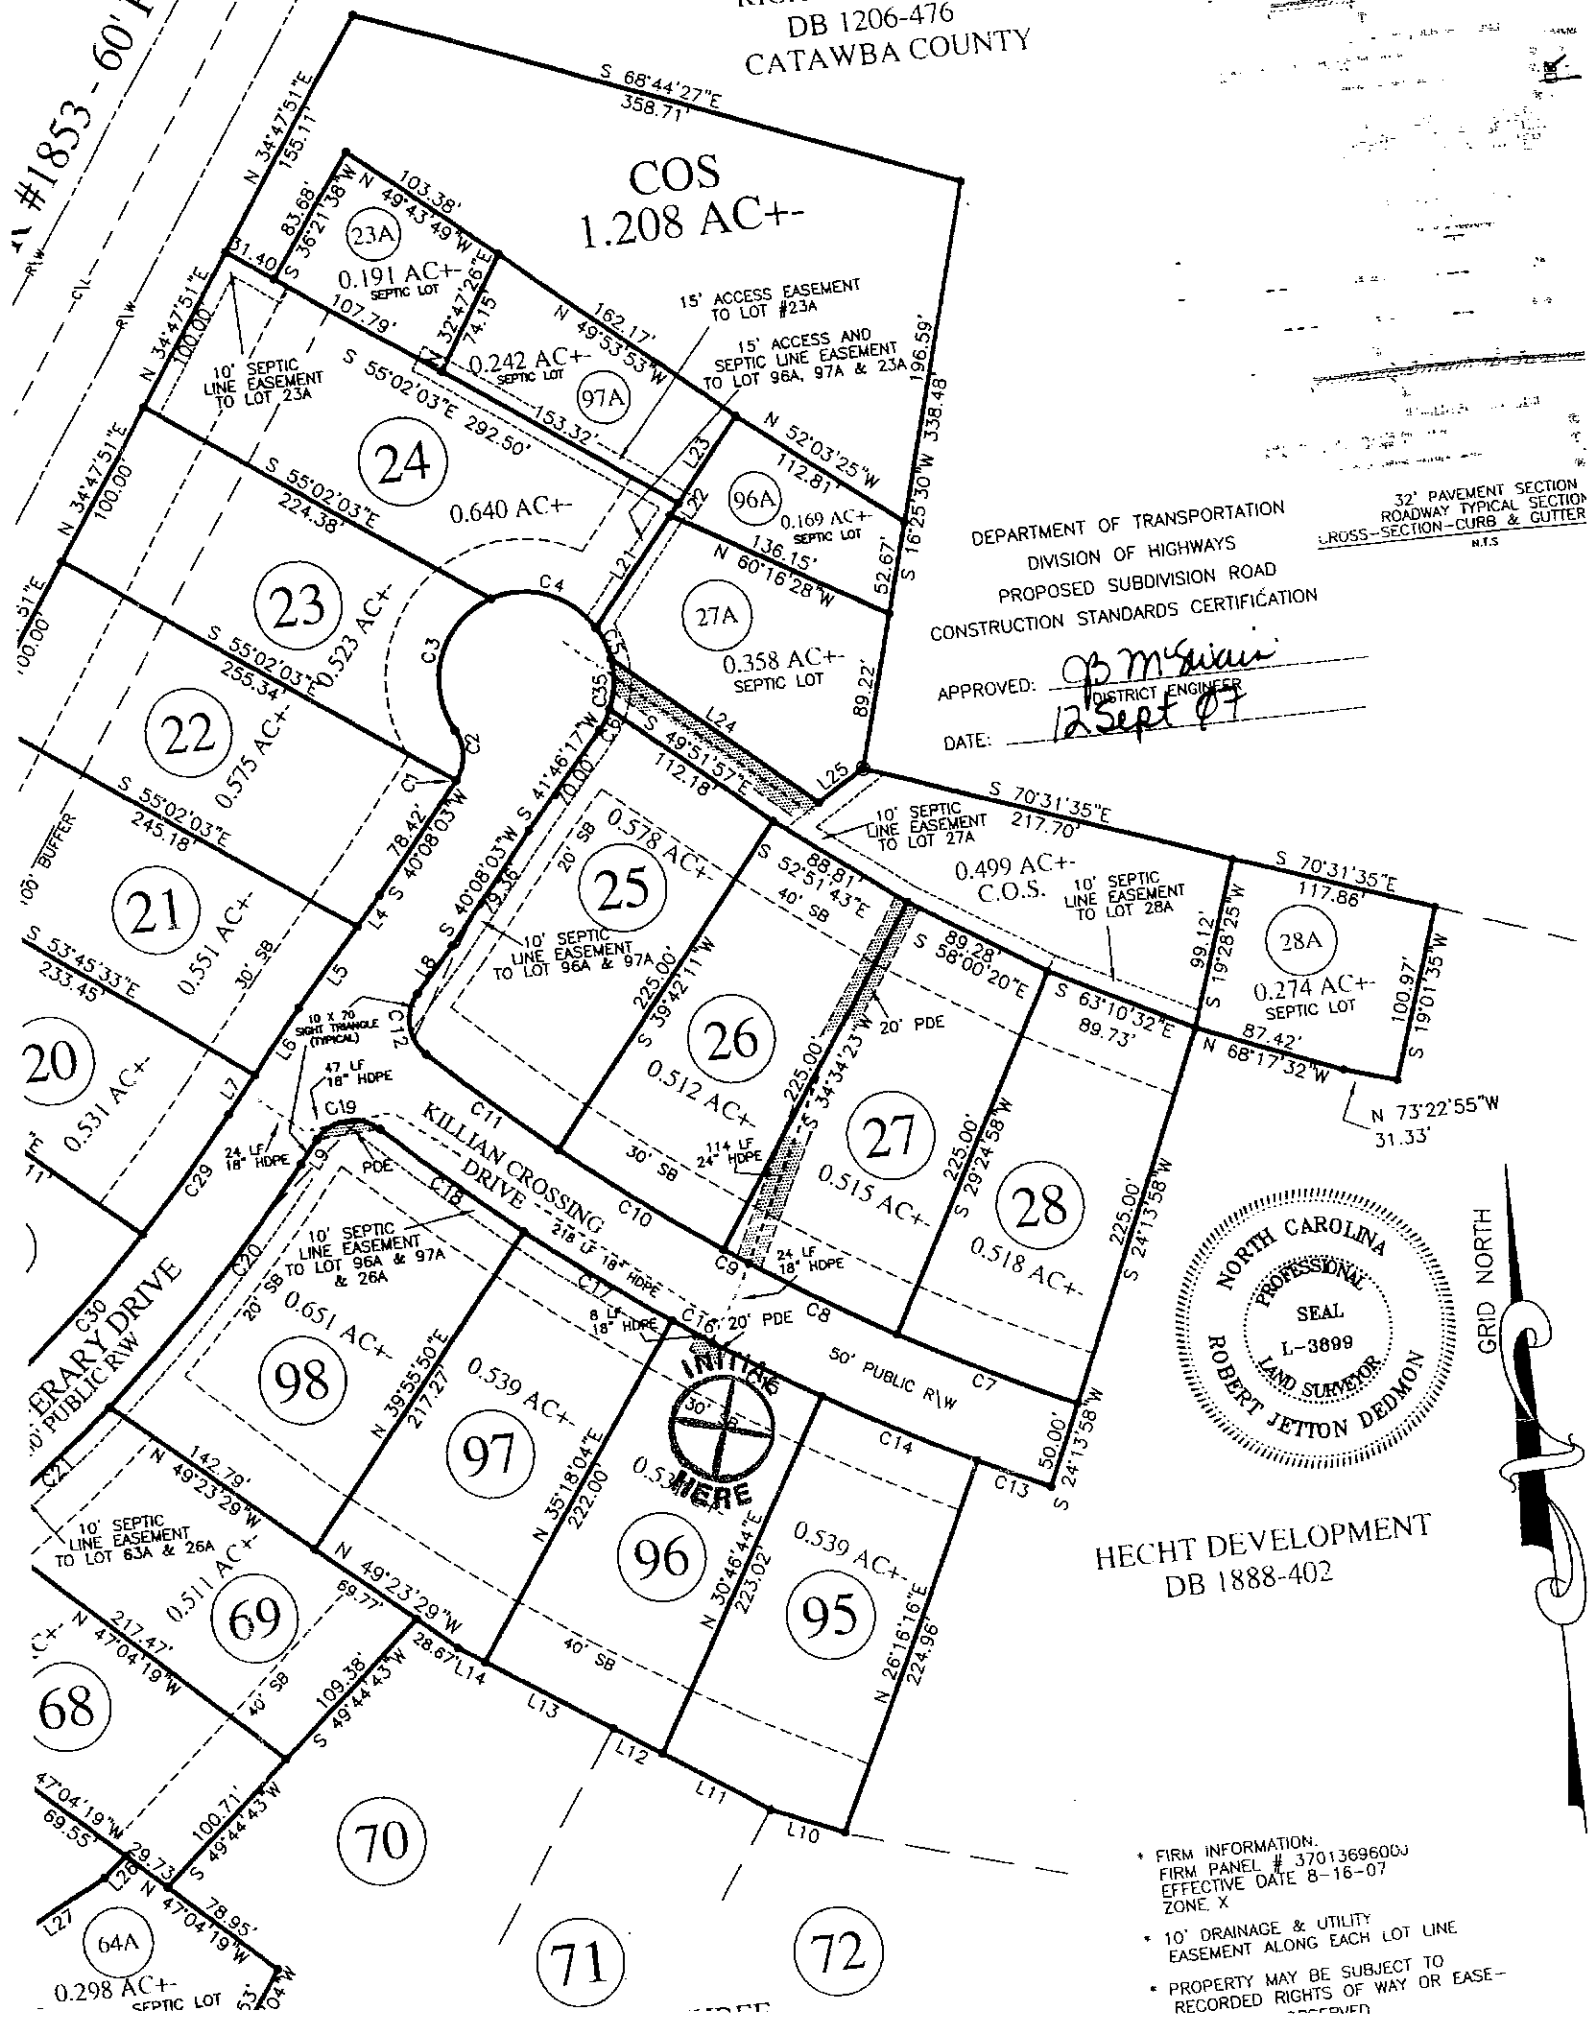 #1853 - 60'
R\W
C\L
R\W
DB 1206-476
CATAWBA COUNTY
S 68°44'27"E
358.71'
N 34°47'51"E
155.11'
COS
1.208 AC+-
83.68'
S 36°21'38"W
103.38'
N 49°43'49"W
23A
0.191 AC+-
SEPTIC LOT
31.40'
107.79'
N 32°47'26"E
74.15'
162.17'
N 49°53'53"W
15' ACCESS EASEMENT
TO LOT #23A
15' ACCESS AND
SEPTIC LINE EASEMENT
TO LOT 96A, 97A & 23A
0.242 AC+-
SEPTIC LOT
97A
153.32'
N 34°47'51"E
100.00'
10' SEPTIC
LINE EASEMENT
TO LOT 23A
S 55°02'03"E 292.50'
24
0.640 AC+-
L23
L22
L21
N 52°03'25"W
112.81'
96A
0.169 AC+-
SEPTIC LOT
196.59'
S 16°25'30"W 338.48'
52.67'
89.22'
136.15'
N 60°16'28"W
27A
0.358 AC+-
SEPTIC LOT
DEPARTMENT OF TRANSPORTATION
DIVISION OF HIGHWAYS
PROPOSED SUBDIVISION ROAD
CONSTRUCTION STANDARDS CERTIFICATION
APPROVED:
DISTRICT ENGINEER
DATE: 12 Sept 07
32' PAVEMENT SECTION
ROADWAY TYPICAL SECTION
CROSS-SECTION-CURB & GUTTER
N.T.S
N 34°47'51"E
100.00'
S 55°02'03"E
224.38'
23
0.523 AC+-
C4
C3
C5
C35
C6
C2
C1
51"E
00.00'
S 55°02'03"E
255.34'
22
0.575 AC+-
S 55°02'03"E
245.18'
78.42'
S 40°08'03"W
S 41°46'17"W
70.00'
S 40°08'03"W
79.36'
S 49°51'57"E
112.18'
L24
L25
S 70°31'35"E
217.70'
10' SEPTIC
LINE EASEMENT
TO LOT 27A
0.499 AC+-
C.O.S.
10' SEPTIC
LINE EASEMENT
TO LOT 28A
S 70°31'35"E
117.86'
99.12'
S 19°28'25"W
28A
0.274 AC+-
SEPTIC LOT
100.97'
S 19°01'35"W
87.42'
N 68°17'32"W
N 73°22'55"W
31.33'
BUFFER
21
0.551 AC+-
30' SB
S 53°45'33"E
233.45'
L4
L5
L6
L7
L8
0.578 AC+-
20' SB
25
10' SEPTIC
LINE EASEMENT
TO LOT 96A & 97A
88.81'
S 52°51'43"E
40' SB
89.28'
S 58°00'20"E
S 63°10'32"E
89.73'
225.00'
S 39°42'11"W
26
0.512 AC+-
225.00'
S 34°34'23"W
20' PDE
27
0.515 AC+-
225.00'
S 29°24'58"W
28
0.518 AC+-
225.00'
S 24°13'58"W
10 X 70
SIGHT TRIANGLE
(TYPICAL)
C12
47 LF
18" HDPE
C19
20
0.531 AC+-
24 LF
18" HDPE
L9
PDE
C11
KILLIAN CROSSING
DRIVE
C18
30' SB
114 LF
24" HDPE
C10
C9
24 LF
18" HDPE
C29
C20
10' SEPTIC
LINE EASEMENT
TO LOT 96A & 97A
& 26A
218 LF 18" HDPE
C17
8 LF
18" HDPE
C16
20' PDE
C8
50' PUBLIC R\W
C7
C30
20' SB
0.651 AC+-
98
ERARY DRIVE
PUBLIC R\W
N 39°55'50"E
217.27'
0.539 AC+-
97
INITIAL
HERE
30'
N 35°18'04"E
222.00'
96
C14
C13
50.00'
S 24°13'58"W
NORTH CAROLINA
PROFESSIONAL
SEAL
L-3899
LAND SURVEYOR
ROBERT JETTON DEDMON
GRID NORTH
C21
142.79'
N 49°23'29"W
10' SEPTIC
LINE EASEMENT
TO LOT 63A & 26A
N 49°23'29"W
69.77'
28.67'
L14
0.511 AC+
69
N 30°46'44"E
223.02'
0.539 AC+-
95
N 26°16'16"E
224.96'
HECHT DEVELOPMENT
DB 1888-402
217.47'
N 47°04'19"W
68
40' SB
109.38'
S 49°44'43"W
L13
40' SB
L12
L11
L10
47°04'19"W
69.55'
100.71'
S 49°44'43"W
70
29.73'
L26
L27
78.95'
N 47°04'19"W
64A
0.298 AC+-
SEPTIC LOT
71
72
* FIRM INFORMATION.
FIRM PANEL # 3701369600J
EFFECTIVE DATE 8-16-07
ZONE X
* 10' DRAINAGE & UTILITY
EASEMENT ALONG EACH LOT LINE
* PROPERTY MAY BE SUBJECT TO
RECORDED RIGHTS OF WAY OR EASE-